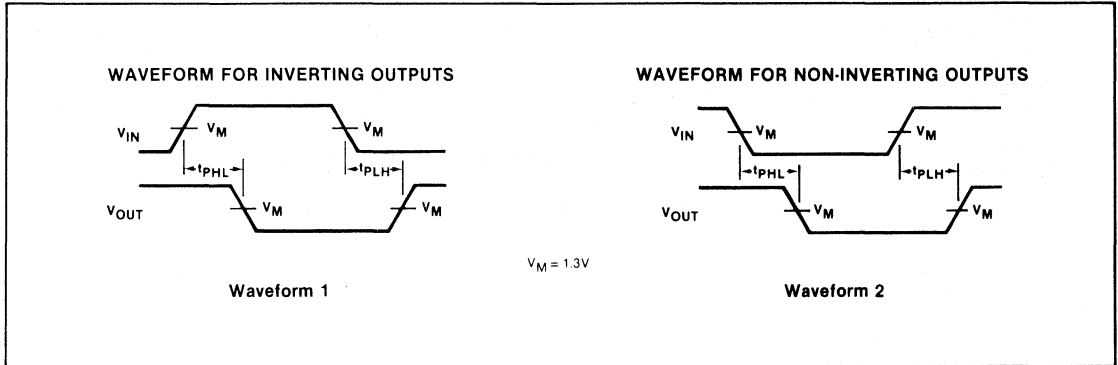 WAVEFORM FOR INVERTING OUTPUTS
VIN
VM
VM
tPHL
tPLH
VOUT
VM
VM
Waveform 1
VM = 1.3V
WAVEFORM FOR NON-INVERTING OUTPUTS
VIN
VM
VM
tPHL
tPLH
VOUT
VM
VM
Waveform 2